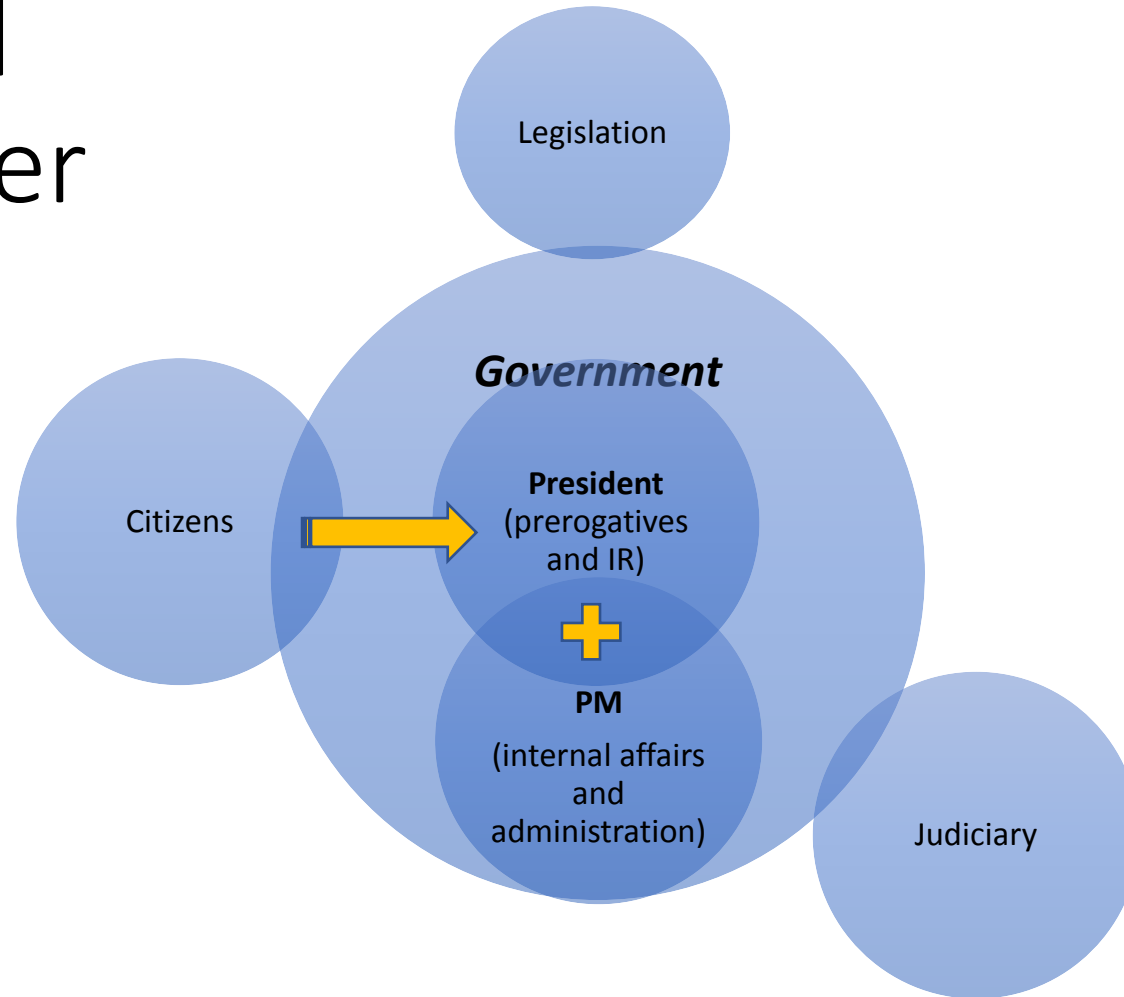 er
Legislation
Government
Citizens
President
(prerogatives
and IR)
PM
(internal affairs
and
administration)
Judiciary